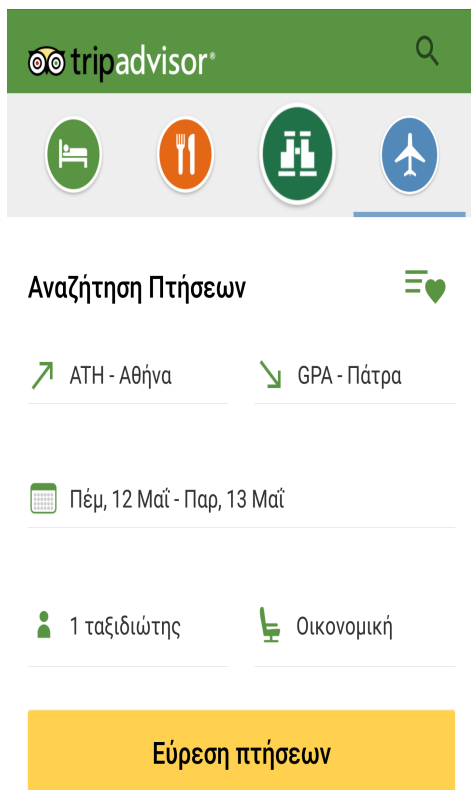 tripadvisor®
Αναζήτηση Πτήσεων
ATH - Αθήνα
GPA - Πάτρα
Πέμ, 12 Μαΐ - Παρ, 13 Μαΐ
1 ταξιδιώτης
Οικονομική
Εύρεση πτήσεων